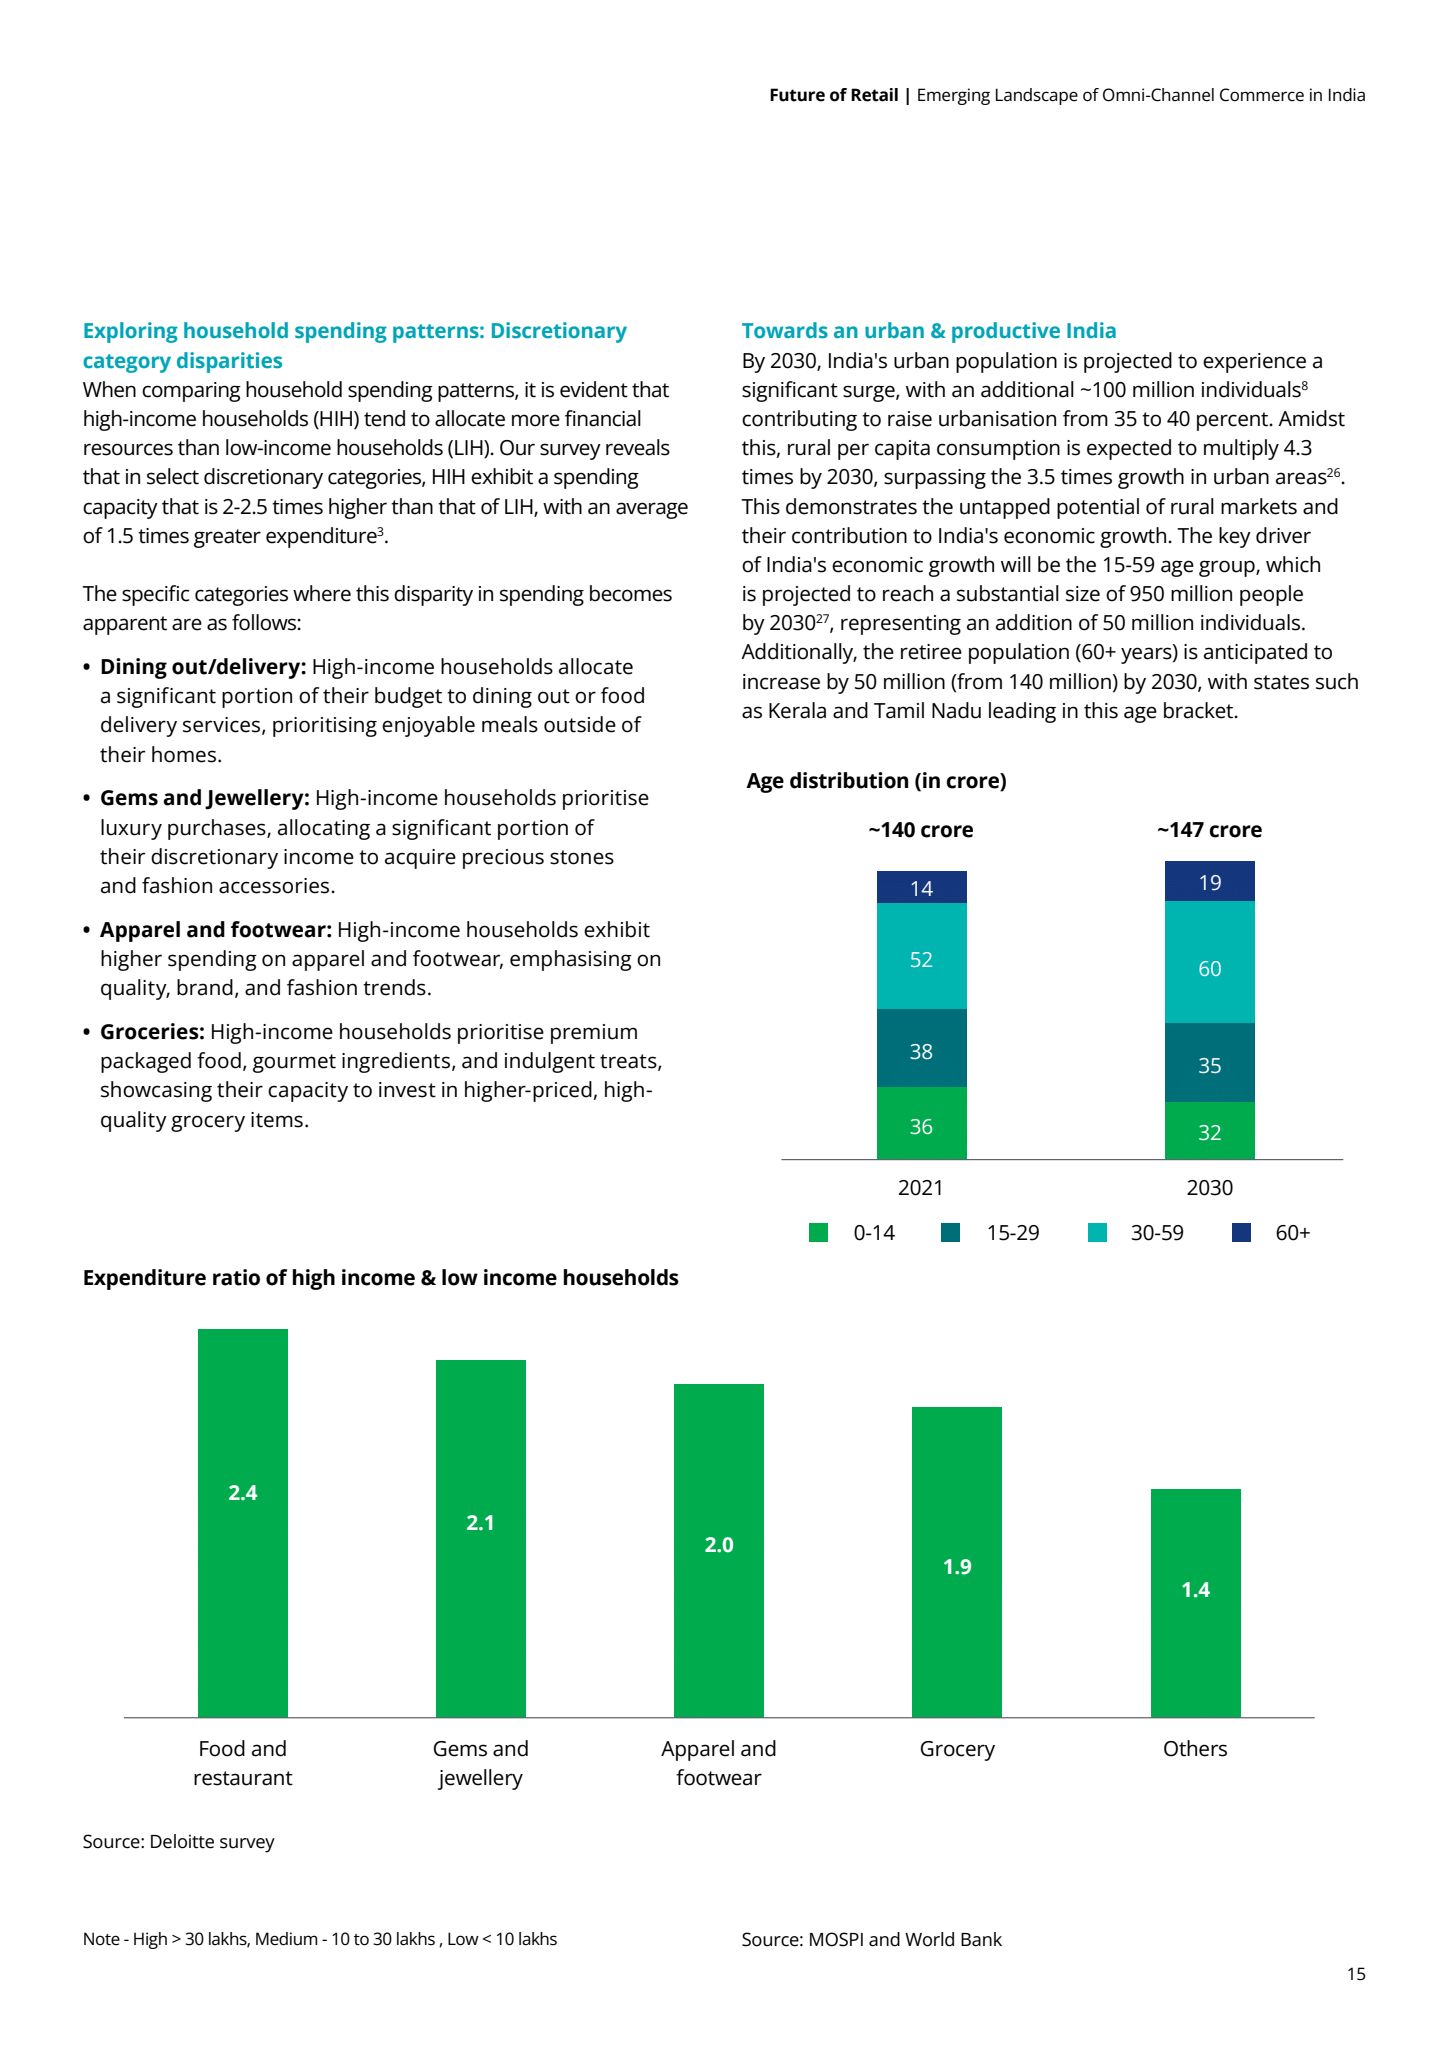 Future of Retail | Emerging Landscape of Omni-Channel Commerce in India
Exploring household spending patterns: Discretionary
category disparities
When comparing household spending patterns, it is evident that
high-income households (HIH) tend to allocate more financial
resources than low-income households (LIH). Our survey reveals
that in select discretionary categories, HIH exhibit a spending
capacity that is 2-2.5 times higher than that of LIH, with an average
of 1.5 times greater expenditure³.
The specific categories where this disparity in spending becomes
apparent are as follows:
• Dining out/delivery: High-income households allocate
a significant portion of their budget to dining out or food
delivery services, prioritising enjoyable meals outside of
their homes.
• Gems and Jewellery: High-income households prioritise
luxury purchases, allocating a significant portion of
their discretionary income to acquire precious stones
and fashion accessories.
• Apparel and footwear: High-income households exhibit
higher spending on apparel and footwear, emphasising on
quality, brand, and fashion trends.
• Groceries: High-income households prioritise premium
packaged food, gourmet ingredients, and indulgent treats,
showcasing their capacity to invest in higher-priced, high-
quality grocery items.
Towards an urban & productive India
By 2030, India's urban population is projected to experience a
significant surge, with an additional ~100 million individuals⁸
contributing to raise urbanisation from 35 to 40 percent. Amidst
this, rural per capita consumption is expected to multiply 4.3
times by 2030, surpassing the 3.5 times growth in urban areas²⁶.
This demonstrates the untapped potential of rural markets and
their contribution to India's economic growth. The key driver
of India's economic growth will be the 15-59 age group, which
is projected to reach a substantial size of 950 million people
by 2030²⁷, representing an addition of 50 million individuals.
Additionally, the retiree population (60+ years) is anticipated to
increase by 50 million (from 140 million) by 2030, with states such
as Kerala and Tamil Nadu leading in this age bracket.
Age distribution (in crore)
~140 crore ~147 crore
14 19
52 60
38 35
36 32
2021 2030
0-14 15-29 30-59 60+
Expenditure ratio of high income & low income households
2.4
2.1
2.0
1.9
1.4
Food and Gems and Apparel and Grocery Others
restaurant jewellery footwear
Source: Deloitte survey
Note - High > 30 lakhs, Medium - 10 to 30 lakhs , Low < 10 lakhs
Source: MOSPI and World Bank
15